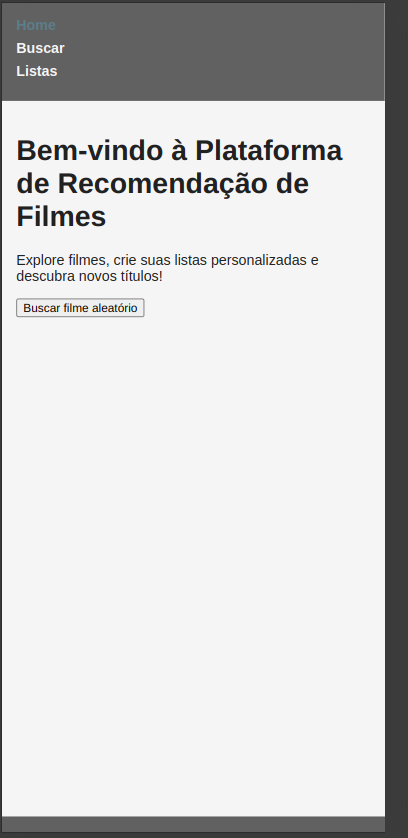 Home
Buscar
Listas
Bem-vindo à Plataforma
de Recomendação de
Filmes
Explore filmes, crie suas listas personalizadas e
descubra novos títulos!
Buscar filme aleatório